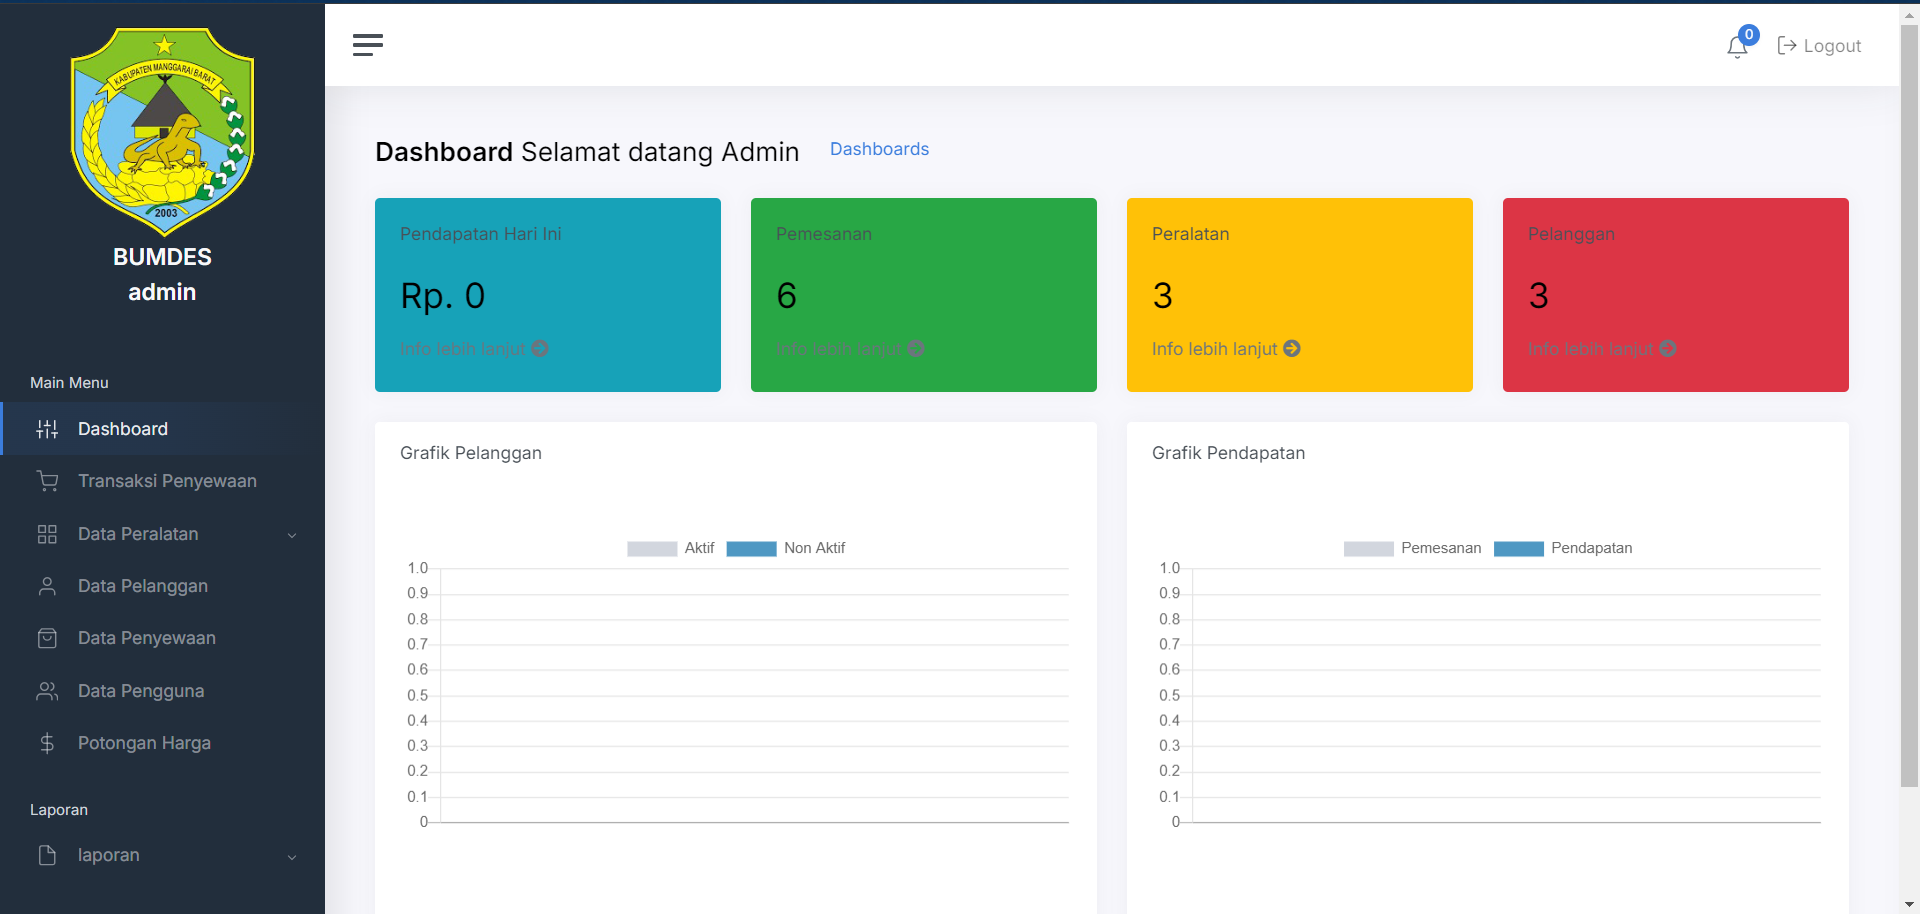 KABUPATEN MANGGARAI BARAT
2003
BUMDES
admin
Main Menu
Dashboard
Transaksi Penyewaan
Data Peralatan
Data Pelanggan
Data Penyewaan
Data Pengguna
Potongan Harga
Laporan
laporan
0
Logout
Dashboard Selamat datang Admin Dashboards
Pendapatan Hari Ini
Rp. 0
Info lebih lanjut
Pemesanan
6
Info lebih lanjut
Peralatan
3
Info lebih lanjut
Pelanggan
3
Info lebih lanjut
Grafik Pelanggan
Aktif Non Aktif
1.0
0.9
0.8
0.7
0.6
0.5
0.4
0.3
0.2
0.1
0
Grafik Pendapatan
Pemesanan Pendapatan
1.0
0.9
0.8
0.7
0.6
0.5
0.4
0.3
0.2
0.1
0